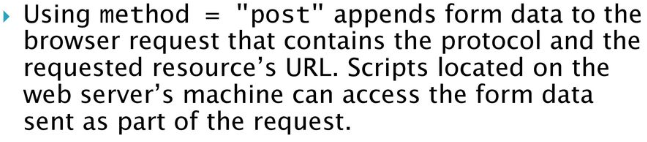 Using method = "post" appends form data to the
browser request that contains the protocol and the
requested resource’s URL. Scripts located on the
web server’s machine can access the form data
sent as part of the request.